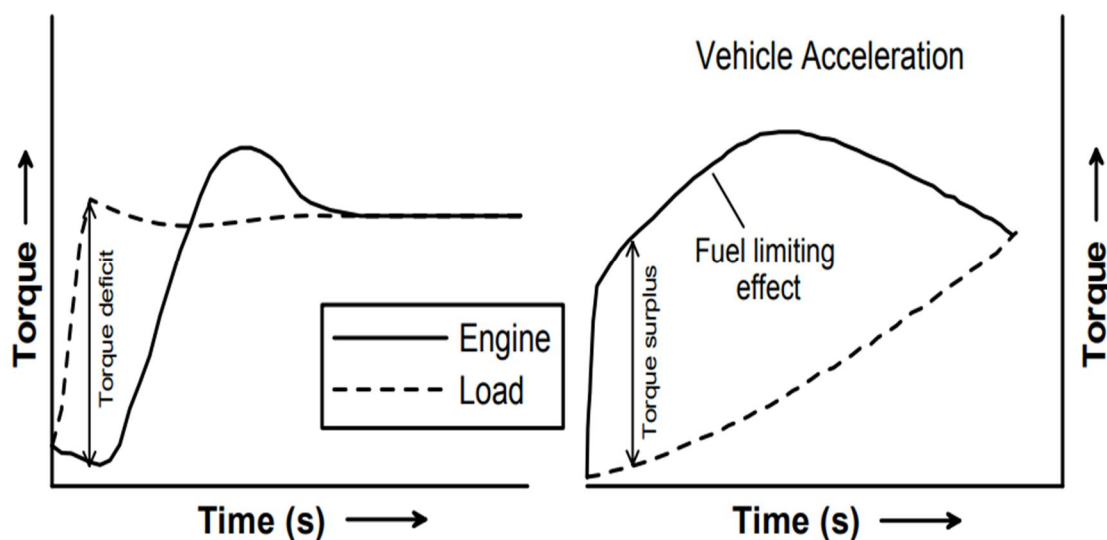 Torque
Torque deficit
Engine
Load
Time (s)
Vehicle Acceleration
Fuel limiting
effect
Torque surplus
Torque
Time (s)